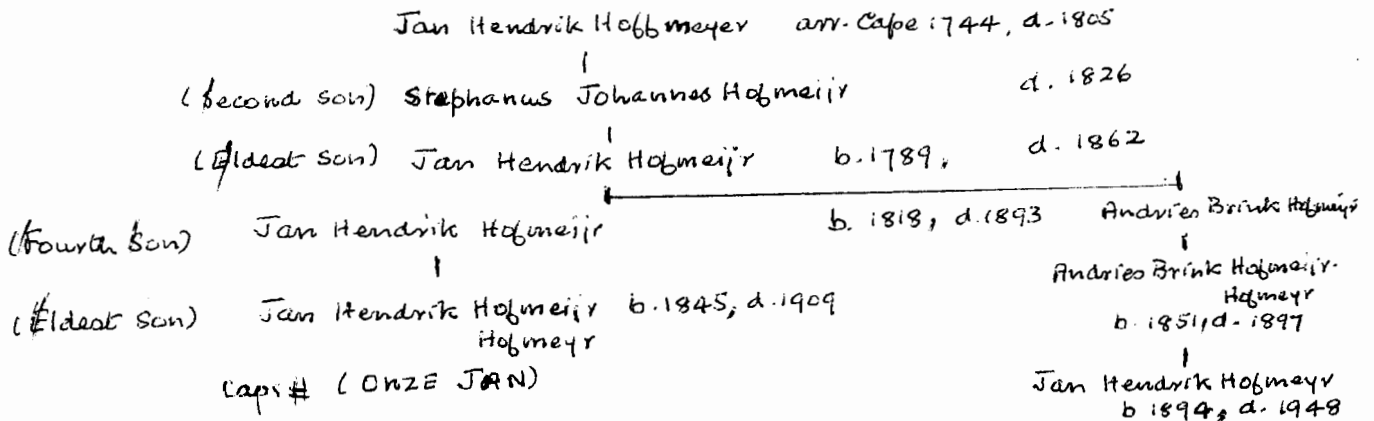 Jan Hendrik Hoffmeyer arr. Cape 1744, d. 1805
(Second Son) Stephanus Johannes Hofmeijr d. 1826
(Eldest Son) Jan Hendrik Hofmeijr b. 1789, d. 1862
(Fourth Son) Jan Hendrik Hofmeijr b. 1818, d. 1893 Andries Brink Hofmeyr
Andries Brink Hofmeijr.
Hofmeyr
(Eldest Son) Jan Hendrik Hofmeijr b. 1845, d. 1909
Hofmeyr
b. 1851, d. 1897
Caps # (ONZE JAN)
Jan Hendrik Hofmeyr
b 1894, d. 1948